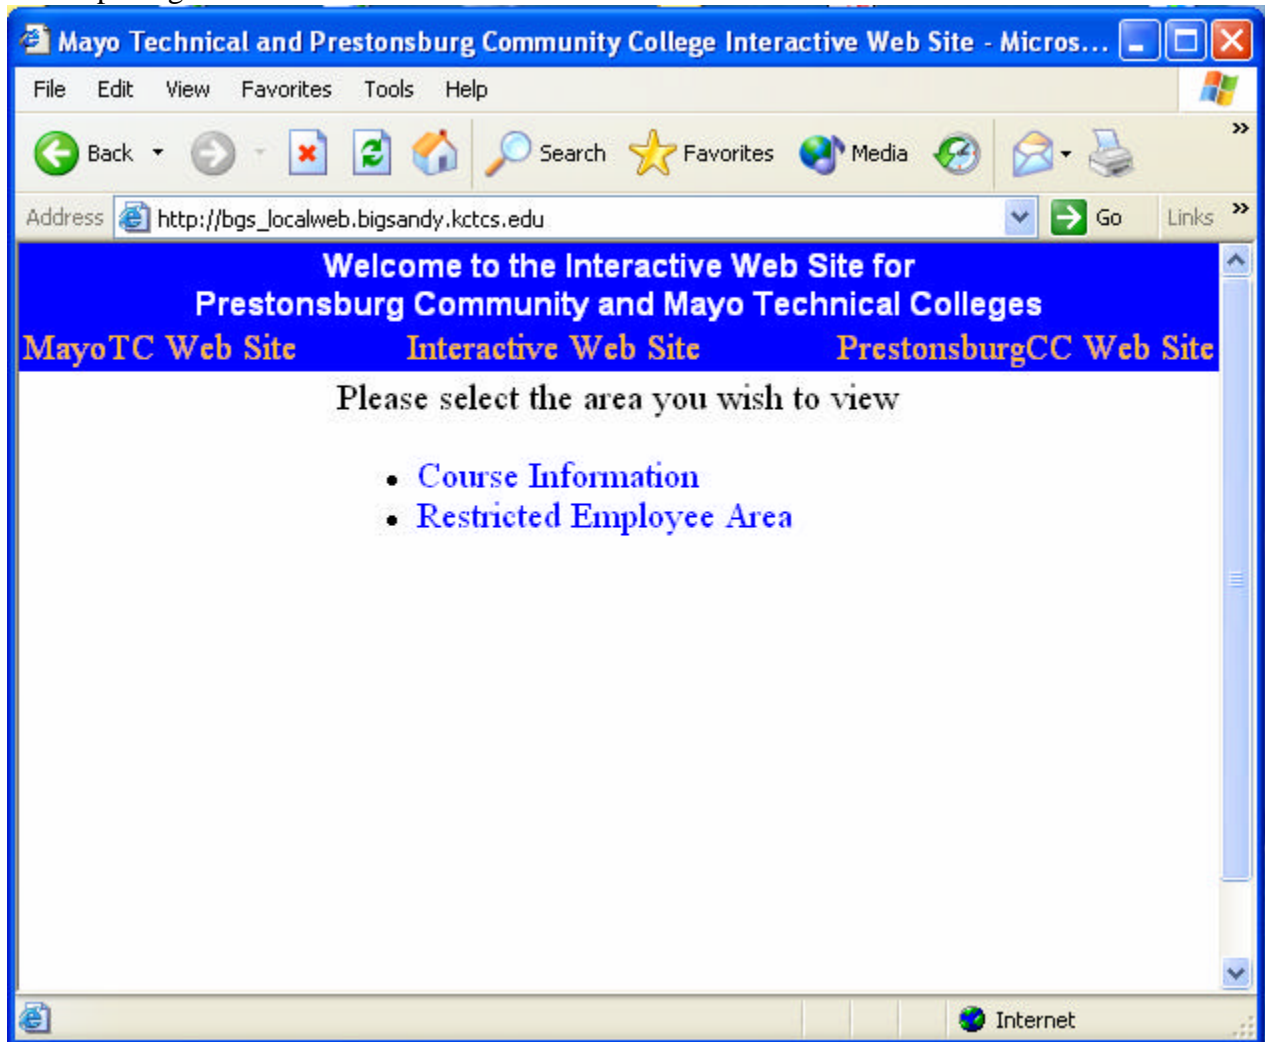 Mayo Technical and Prestonsburg Community College Interactive Web Site - Micros...
File Edit View Favorites Tools Help
Back Search Favorites Media »
Address http://bgs_localweb.bigsandy.kctcs.edu Go Links »
Welcome to the Interactive Web Site for
Prestonsburg Community and Mayo Technical Colleges
MayoTC Web Site Interactive Web Site PrestonsburgCC Web Site
Please select the area you wish to view
• Course Information
• Restricted Employee Area
Internet